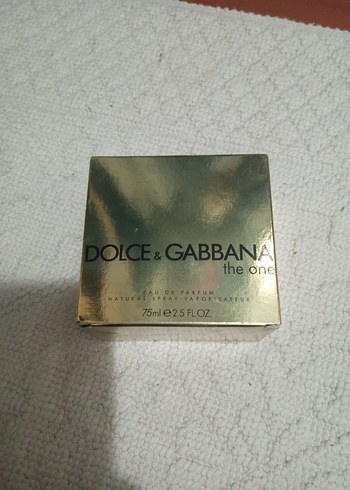 DOLCE & GABBANA
the one
EAU DE PARFUM
NATURAL SPRAY VAPORISATEUR
75ml ℮ 2.5 FL.OZ.